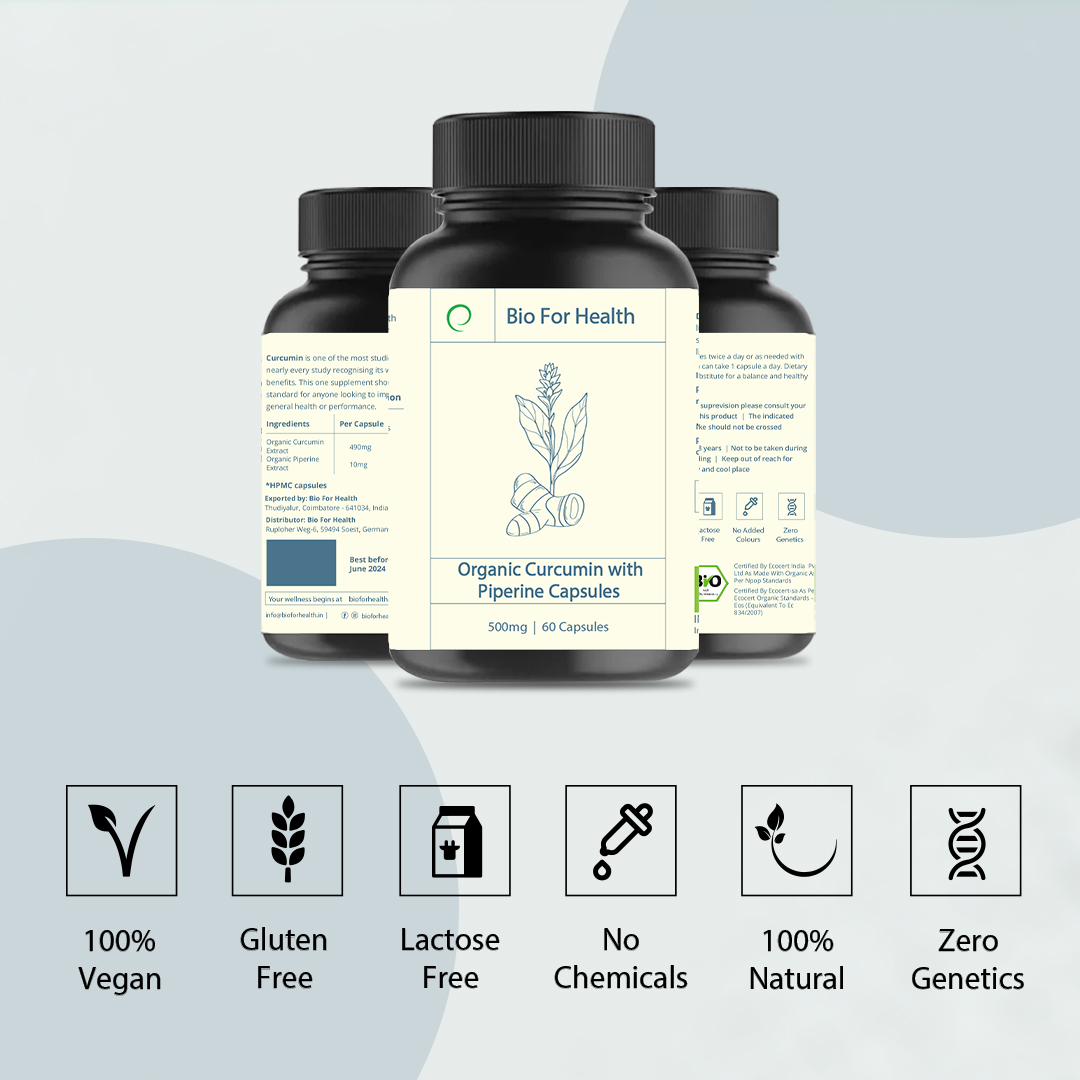 Bio For Health
Organic Curcumin with
Piperine Capsules
500mg | 60 Capsules
Curcumin is one of the most studi
nearly every study recognising its
benefits. This one supplement
standard for anyone looking to
general health or performance.
Ingredients Per Capsule
Organic Curcumin
Extract
490mg
Organic Piperine
Extract
10mg
*HPMC capsules
Exported by: Bio For Health
Thudiyalur, Coimbatore - 641034, India
Distributor: Bio For Health
Ruploher Weg-6, 59494 Soest, German
Best befor
June 2024
Your wellness begins at bioforhealth
info@bioforhealth.in |
es twice a day or as needed with
can take 1 capsule a day. Dietary
bstitute for a balance and healthy
suprevision please consult your
his product | The indicated
ke should not be crossed
years | Not to be taken during
ling | Keep out of reach for
and cool place
actose
Free
No Added
Colours
Zero
Genetics
BIO
Certified By Ecocert India Pv
Ltd As Made With Organic
Per Npop Standards
Certified By Ecocert-sa As Pe
Ecocert Organic Standards -
Eos (Equivalent To Ec
834/2007)
100%
Vegan
Gluten
Free
Lactose
Free
No
Chemicals
100%
Natural
Zero
Genetics